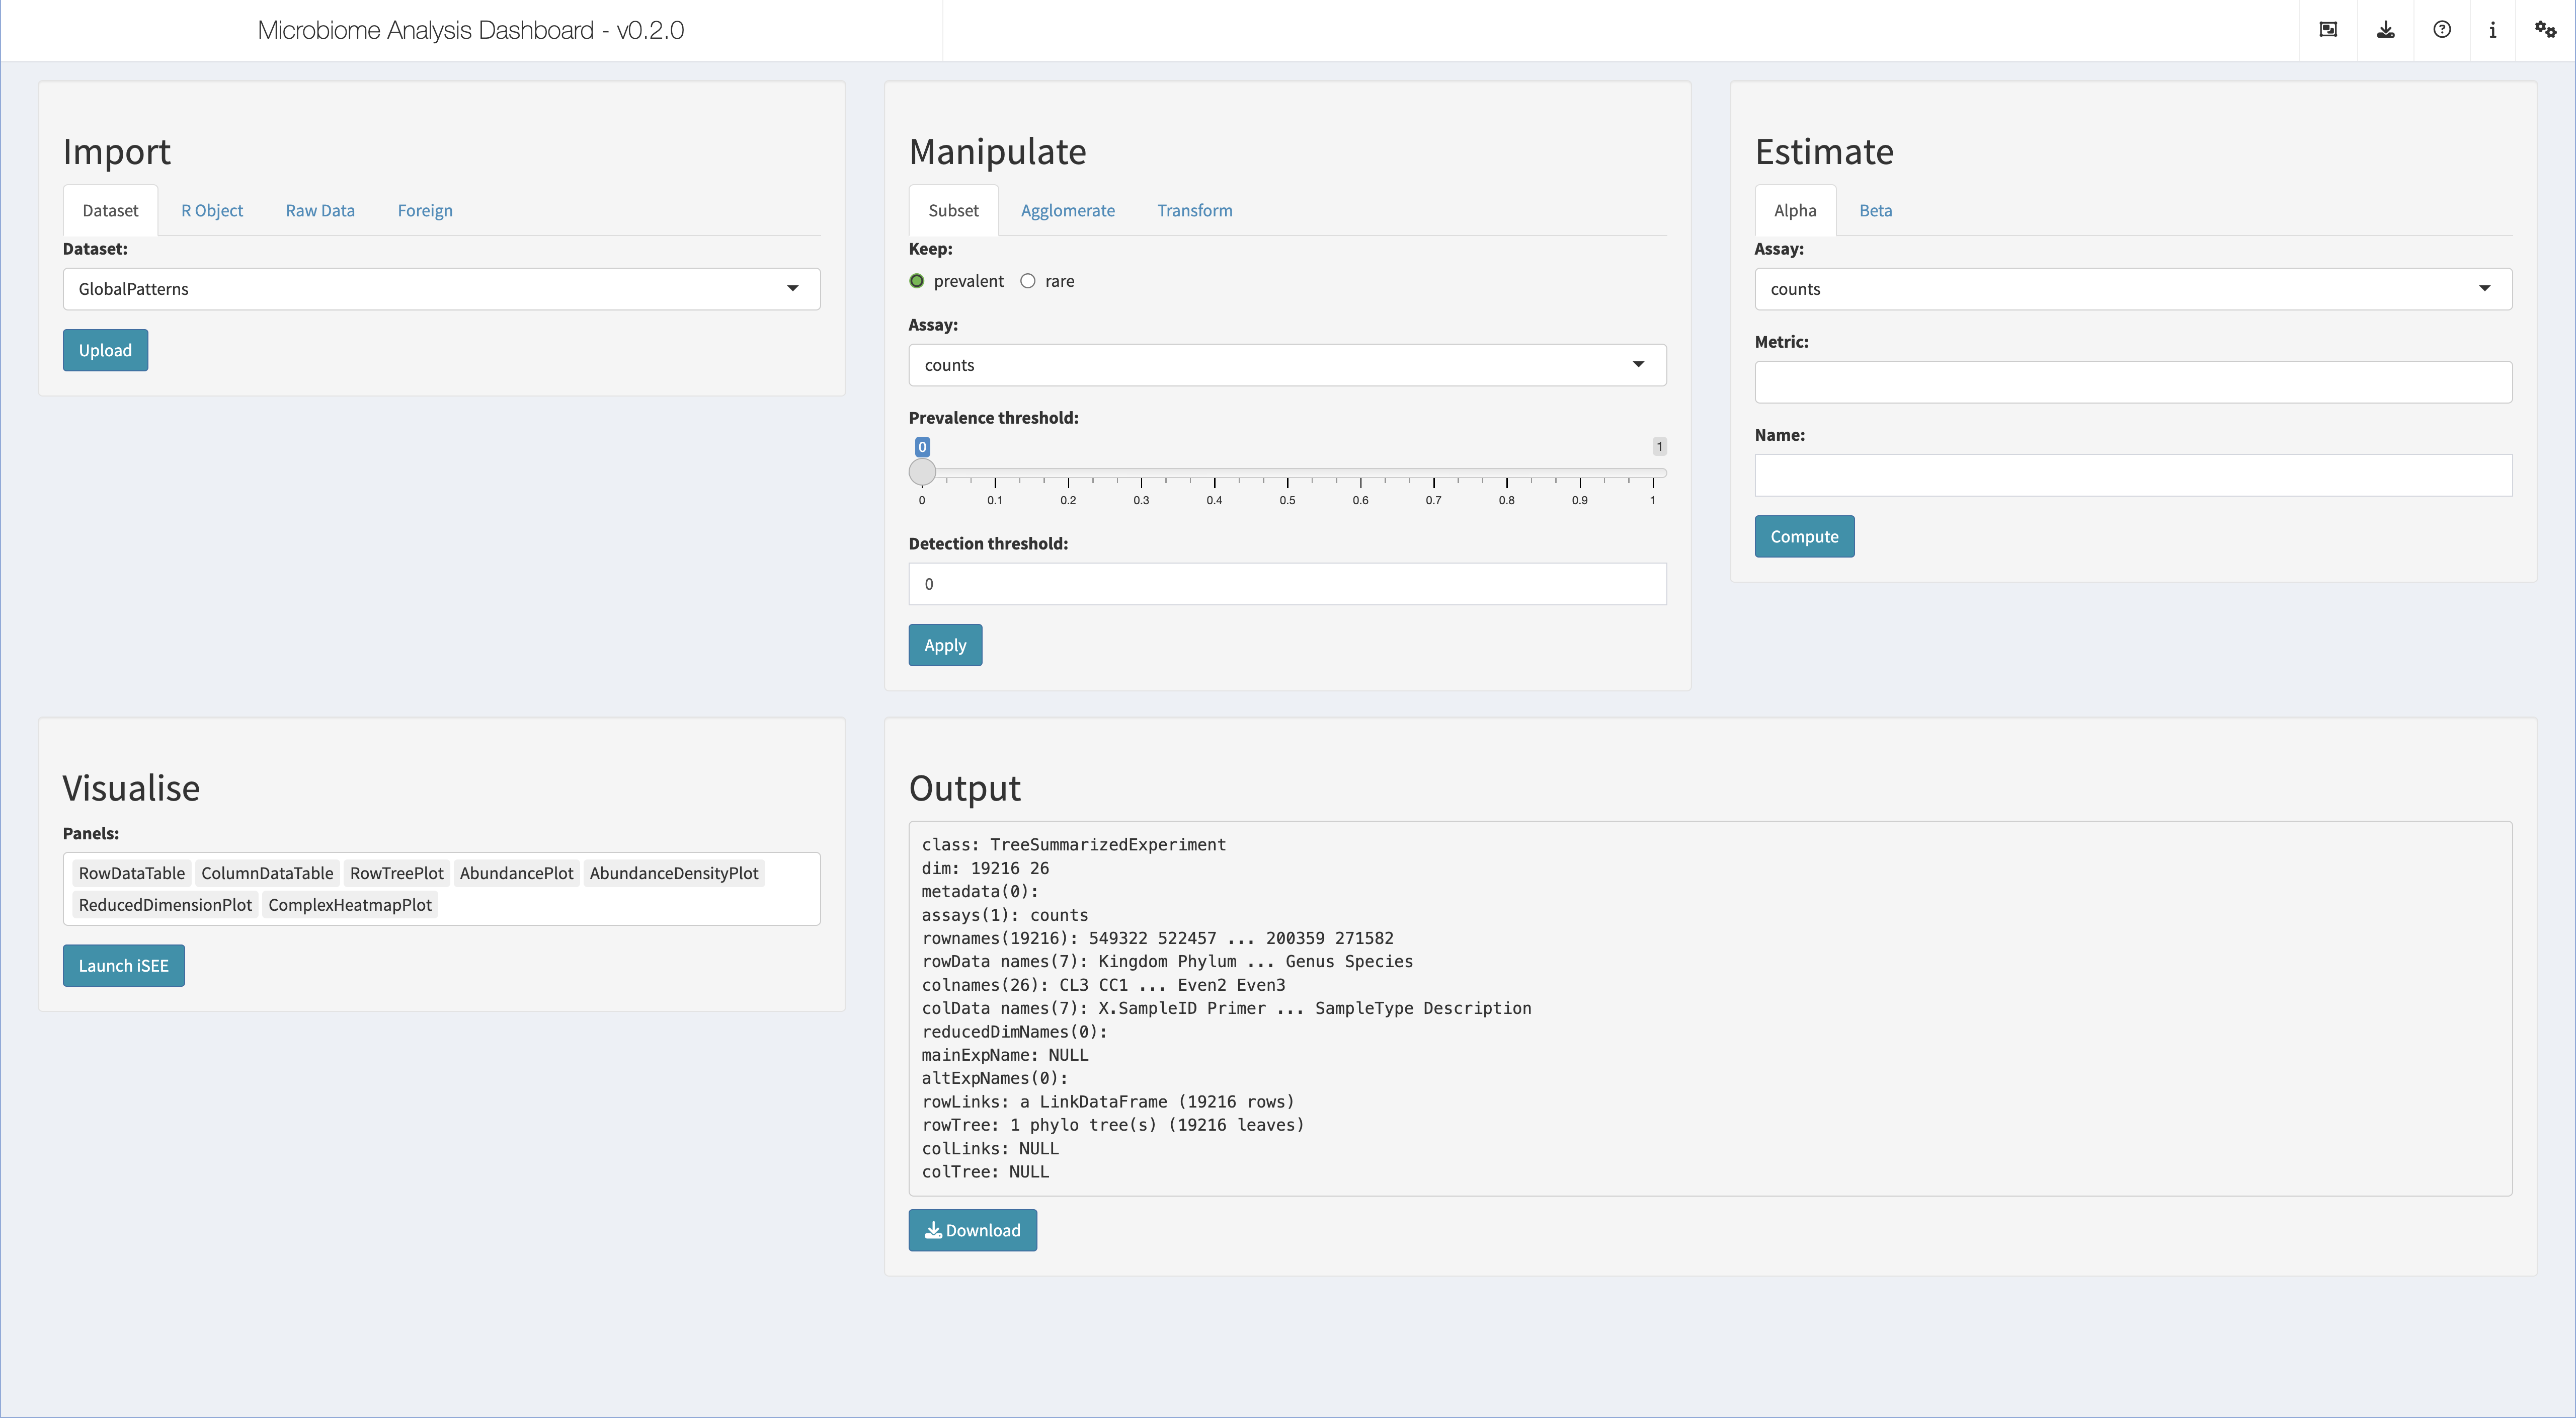 Microbiome Analysis Dashboard - v0.2.0
Import
Dataset R Object Raw Data Foreign
Dataset:
GlobalPatterns
Upload
Manipulate
Subset Agglomerate Transform
Keep:
prevalent rare
Assay:
counts
Prevalence threshold:
0 1
0 0.1 0.2 0.3 0.4 0.5 0.6 0.7 0.8 0.9 1
Detection threshold:
0
Apply
Estimate
Alpha Beta
Assay:
counts
Metric:
Name:
Compute
Visualise
Panels:
RowDataTable ColumnDataTable RowTreePlot AbundancePlot AbundanceDensityPlot
ReducedDimensionPlot ComplexHeatmapPlot
Launch iSEE
Output
class: TreeSummarizedExperiment
dim: 19216 26
metadata(0):
assays(1): counts
rownames(19216): 549322 522457 ... 200359 271582
rowData names(7): Kingdom Phylum ... Genus Species
colnames(26): CL3 CC1 ... Even2 Even3
colData names(7): X.SampleID Primer ... SampleType Description
reducedDimNames(0):
mainExpName: NULL
altExpNames(0):
rowLinks: a LinkDataFrame (19216 rows)
rowTree: 1 phylo tree(s) (19216 leaves)
colLinks: NULL
colTree: NULL
Download